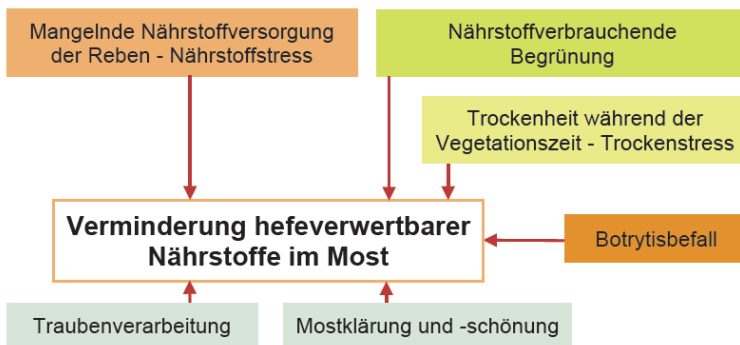 Mangelnde Nährstoffversorgung
der Reben - Nährstoffstress
Nährstoffverbrauchende
Begrünung
Trockenheit während der
Vegetationszeit - Trockenstress
Verminderung hefeverwertbarer
Nährstoffe im Most
Botrytisbefall
Traubenverarbeitung
Mostklärung und -schönung